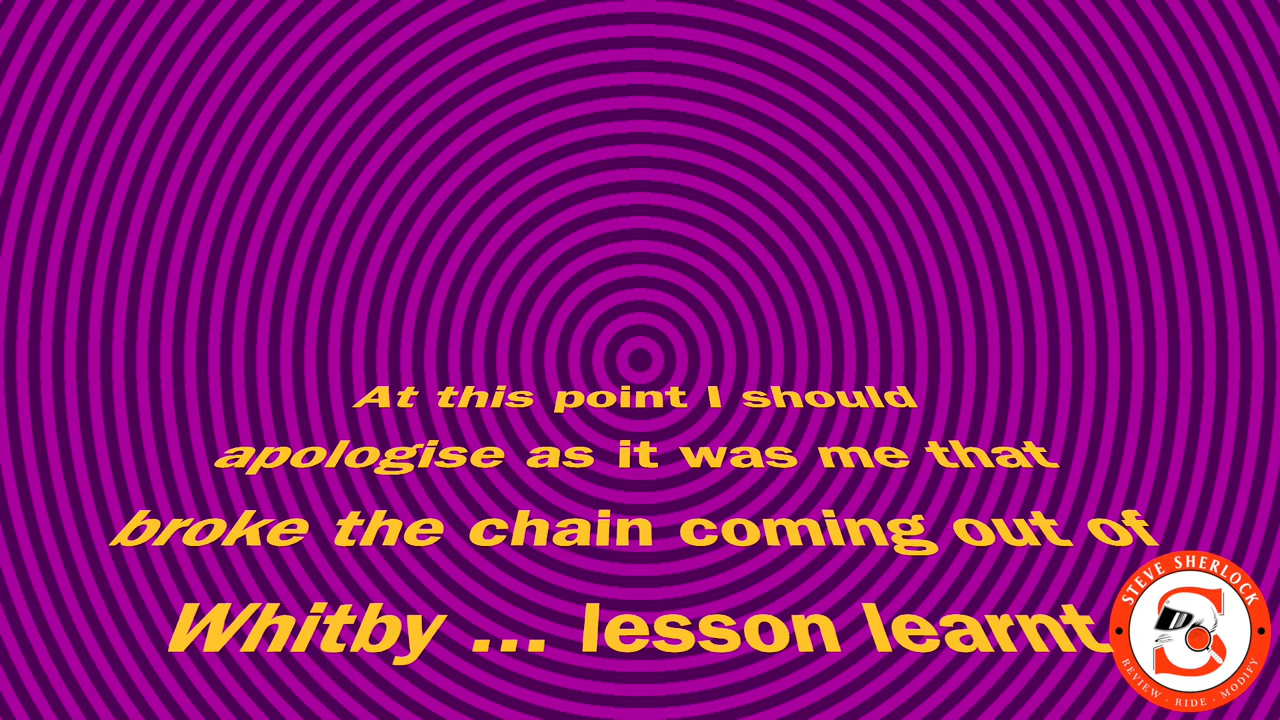 At this point I should
apologise as it was me that
broke the chain coming out of
Whitby ... lesson learnt.
STEVE SHERLOCK
REVIEW · RIDE · MODIFY